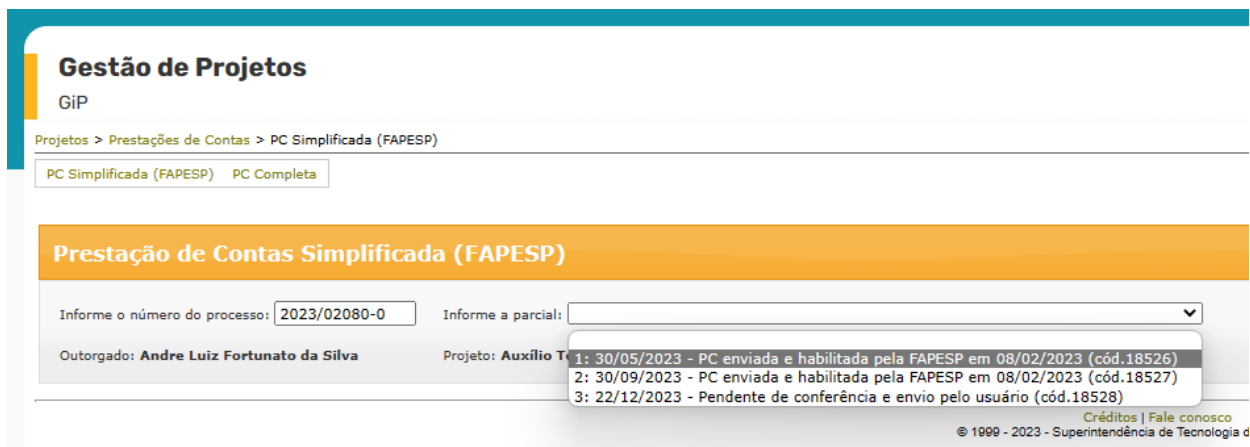 Gestão de Projetos
GiP
Projetos > Prestações de Contas > PC Simplificada (FAPESP)
PC Simplificada (FAPESP) PC Completa
Prestação de Contas Simplificada (FAPESP)
Informe o número do processo: 2023/02080-0 Informe a parcial:
Outorgado: Andre Luiz Fortunato da Silva Projeto: Auxílio
1: 30/05/2023 - PC enviada e habilitada pela FAPESP em 08/02/2023 (cód.18526)
2: 30/09/2023 - PC enviada e habilitada pela FAPESP em 08/02/2023 (cód.18527)
3: 22/12/2023 - Pendente de conferência e envio pelo usuário (cód.18528)
Créditos | Fale conosco
© 1999 - 2023 - Superintendência de Tecnologia